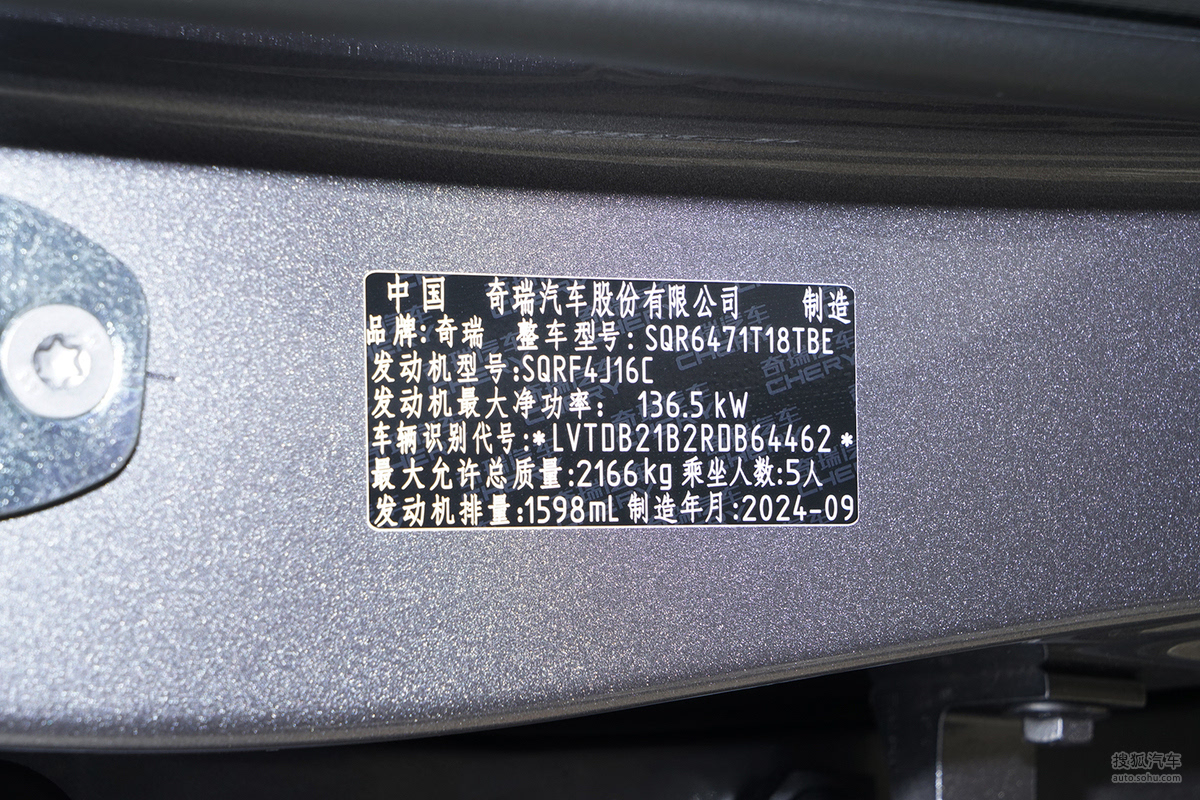 中国 奇瑞汽车股份有限公司 制造
品牌:奇瑞 整车型号:SQR6471T18TBE
发动机型号:SQRF4J16C
发动机最大净功率: 136.5kW
车辆识别代号:*LVTDB21B2RDB64462*
最大允许总质量:2166kg 乘坐人数:5人
发动机排量:1598mL 制造年月:2024-09
搜狐汽车
auto.sohu.com